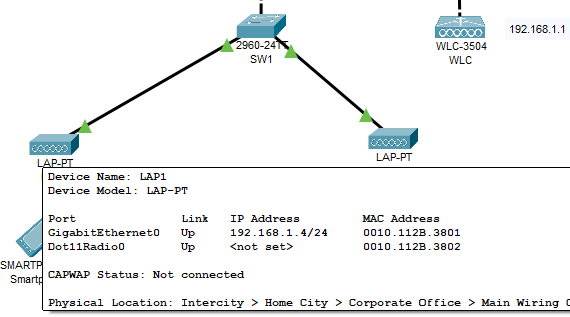 2960-24TT
SW1
WLC-3504
WLC
192.168.1.1
LAP-PT
LAP-PT
Device Name: LAP1
Device Model: LAP-PT
Port Link IP Address MAC Address
GigabitEthernet0 Up 192.168.1.4/24 0010.112B.3801
Dot11Radio0 Up <not set> 0010.112B.3802
CAPWAP Status: Not connected
SMARTP
Smartp
Physical Location: Intercity > Home City > Corporate Office > Main Wiring